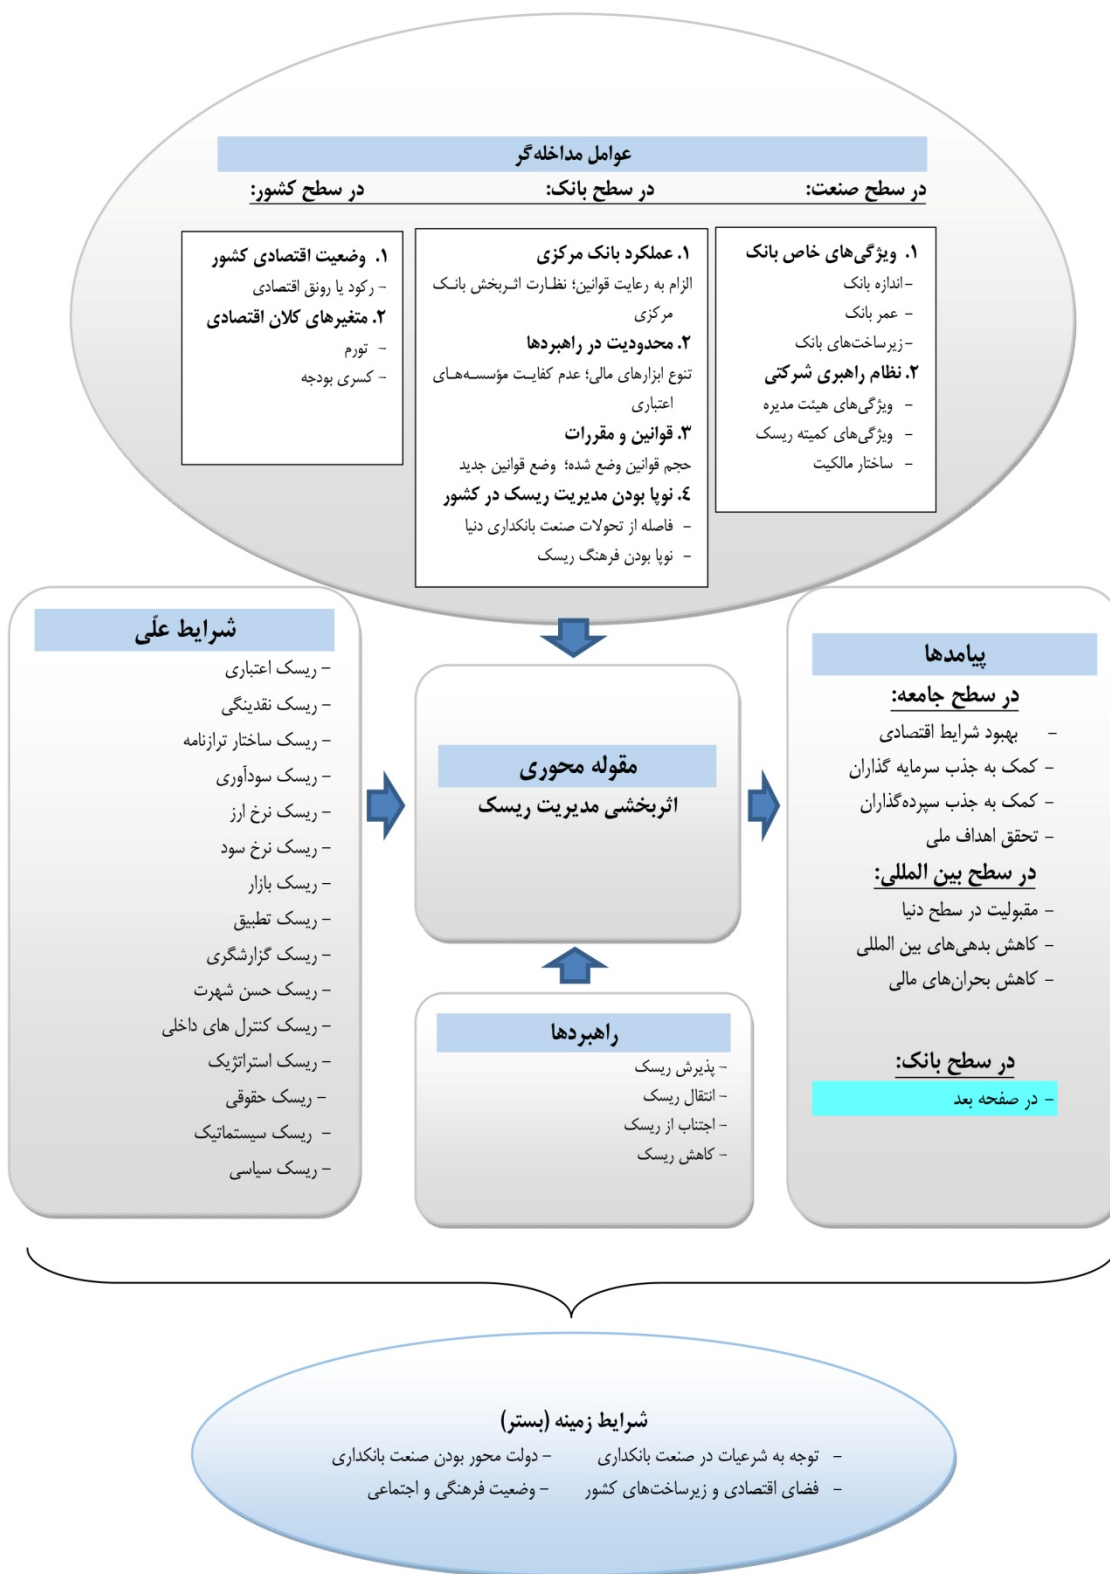 عوامل مداخله‌گر
در سطح صنعت:
در سطح بانک:
در سطح کشور:
۱. ویژگی‌های خاص بانک
-اندازه بانک
- عمر بانک
-زیرساخت‌های بانک
۲. نظام راهبری شرکتی
- ویژگی‌های هیئت مدیره
- ویژگی‌های کمیته ریسک
- ساختار مالکیت
۱. عملکرد بانک مرکزی
الزام به رعایت قوانین؛ نظارت اثربخش بانک
مرکزی
۲. محدودیت در راهبردها
تنوع ابزارهای مالی؛ عدم کفایت مؤسسه‌های
اعتباری
۳. قوانین و مقررات
حجم قوانین وضع شده؛ وضع قوانین جدید
٤. نوپا بودن مدیریت ریسک در کشور
- فاصله از تحولات صنعت بانکداری دنیا
- نوپا بودن فرهنگ ریسک
۱. وضعیت اقتصادی کشور
- رکود یا رونق اقتصادی
۲. متغیرهای کلان اقتصادی
- تورم
- کسری بودجه
شرایط علّی
- ریسک اعتباری
- ریسک نقدینگی
- ریسک ساختار ترازنامه
- ریسک سودآوری
- ریسک نرخ ارز
- ریسک نرخ سود
- ریسک بازار
- ریسک تطبیق
- ریسک گزارشگری
- ریسک حسن شهرت
- ریسک کنترل های داخلی
- ریسک استراتژیک
- ریسک حقوقی
- ریسک سیستماتیک
- ریسک سیاسی
مقوله محوری
اثربخشی مدیریت ریسک
راهبردها
- پذیرش ریسک
- انتقال ریسک
- اجتناب از ریسک
- کاهش ریسک
پیامدها
در سطح جامعه:
- بهبود شرایط اقتصادی
- کمک به جذب سرمایه گذاران
- کمک به جذب سپرده‌گذاران
- تحقق اهداف ملی
در سطح بین المللی:
- مقبولیت در سطح دنیا
- کاهش بدهی‌های بین المللی
- کاهش بحران‌های مالی
در سطح بانک:
- در صفحه بعد
شرایط زمینه (بستر)
- توجه به شرعیات در صنعت بانکداری - دولت محور بودن صنعت بانکداری
- فضای اقتصادی و زیرساخت‌های کشور - وضعیت فرهنگی و اجتماعی